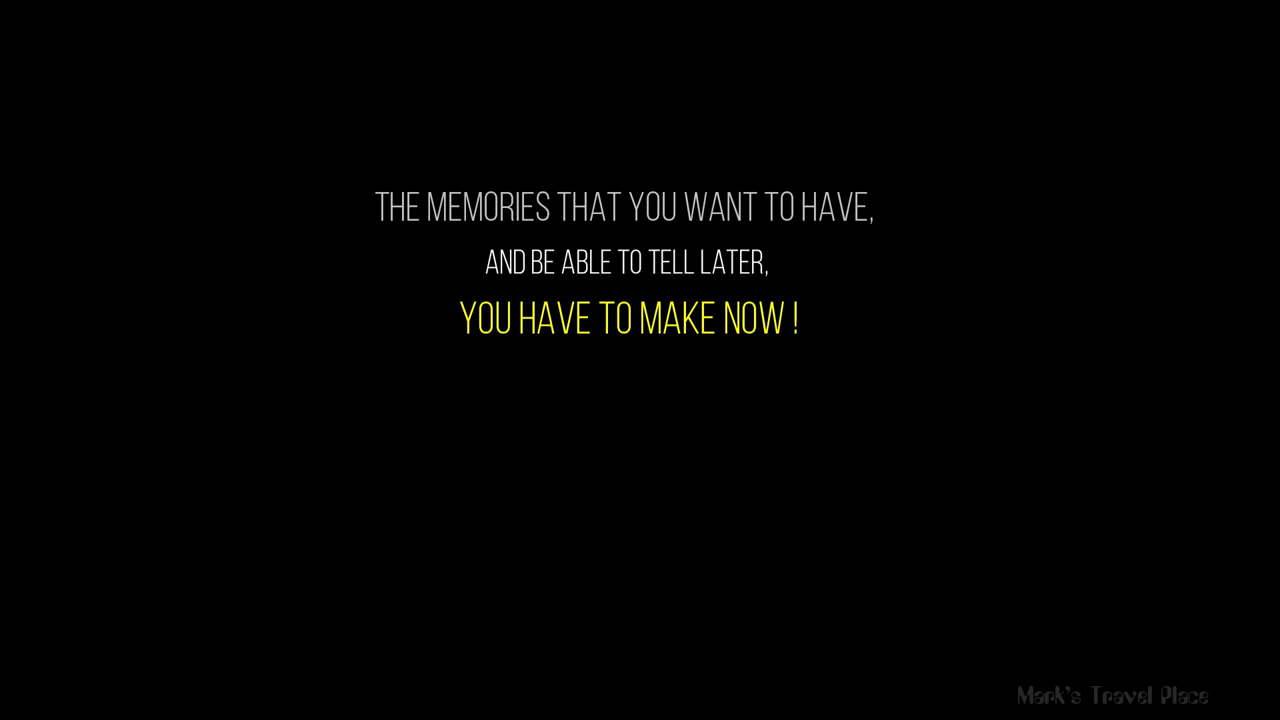 THE MEMORIES THAT YOU WANT TO HAVE,
AND BE ABLE TO TELL LATER,
YOU HAVE TO MAKE NOW !
Mark's Travel Place